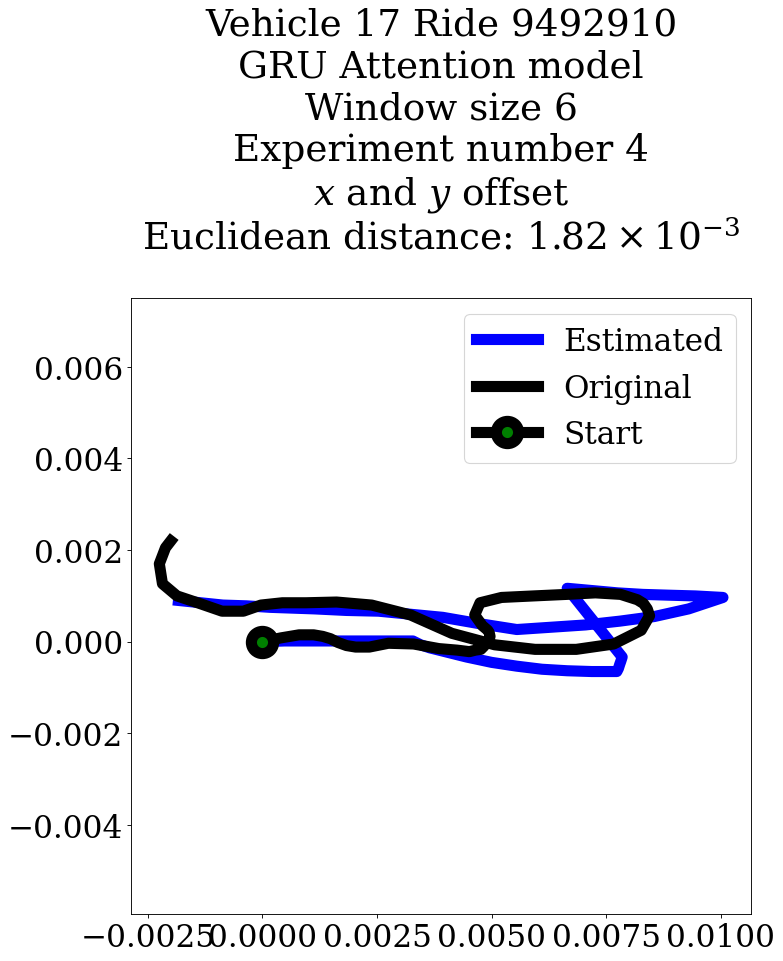 Vehicle 17 Ride 9492910
GRU Attention model
Window size 6
Experiment number 4
x and y offset
Euclidean distance: 1.82 × 10⁻³
Estimated
Original
Start
0.006
0.004
0.002
0.000
−0.002
−0.004
−0.0025 0.0000 0.0025 0.0050 0.0075 0.0100